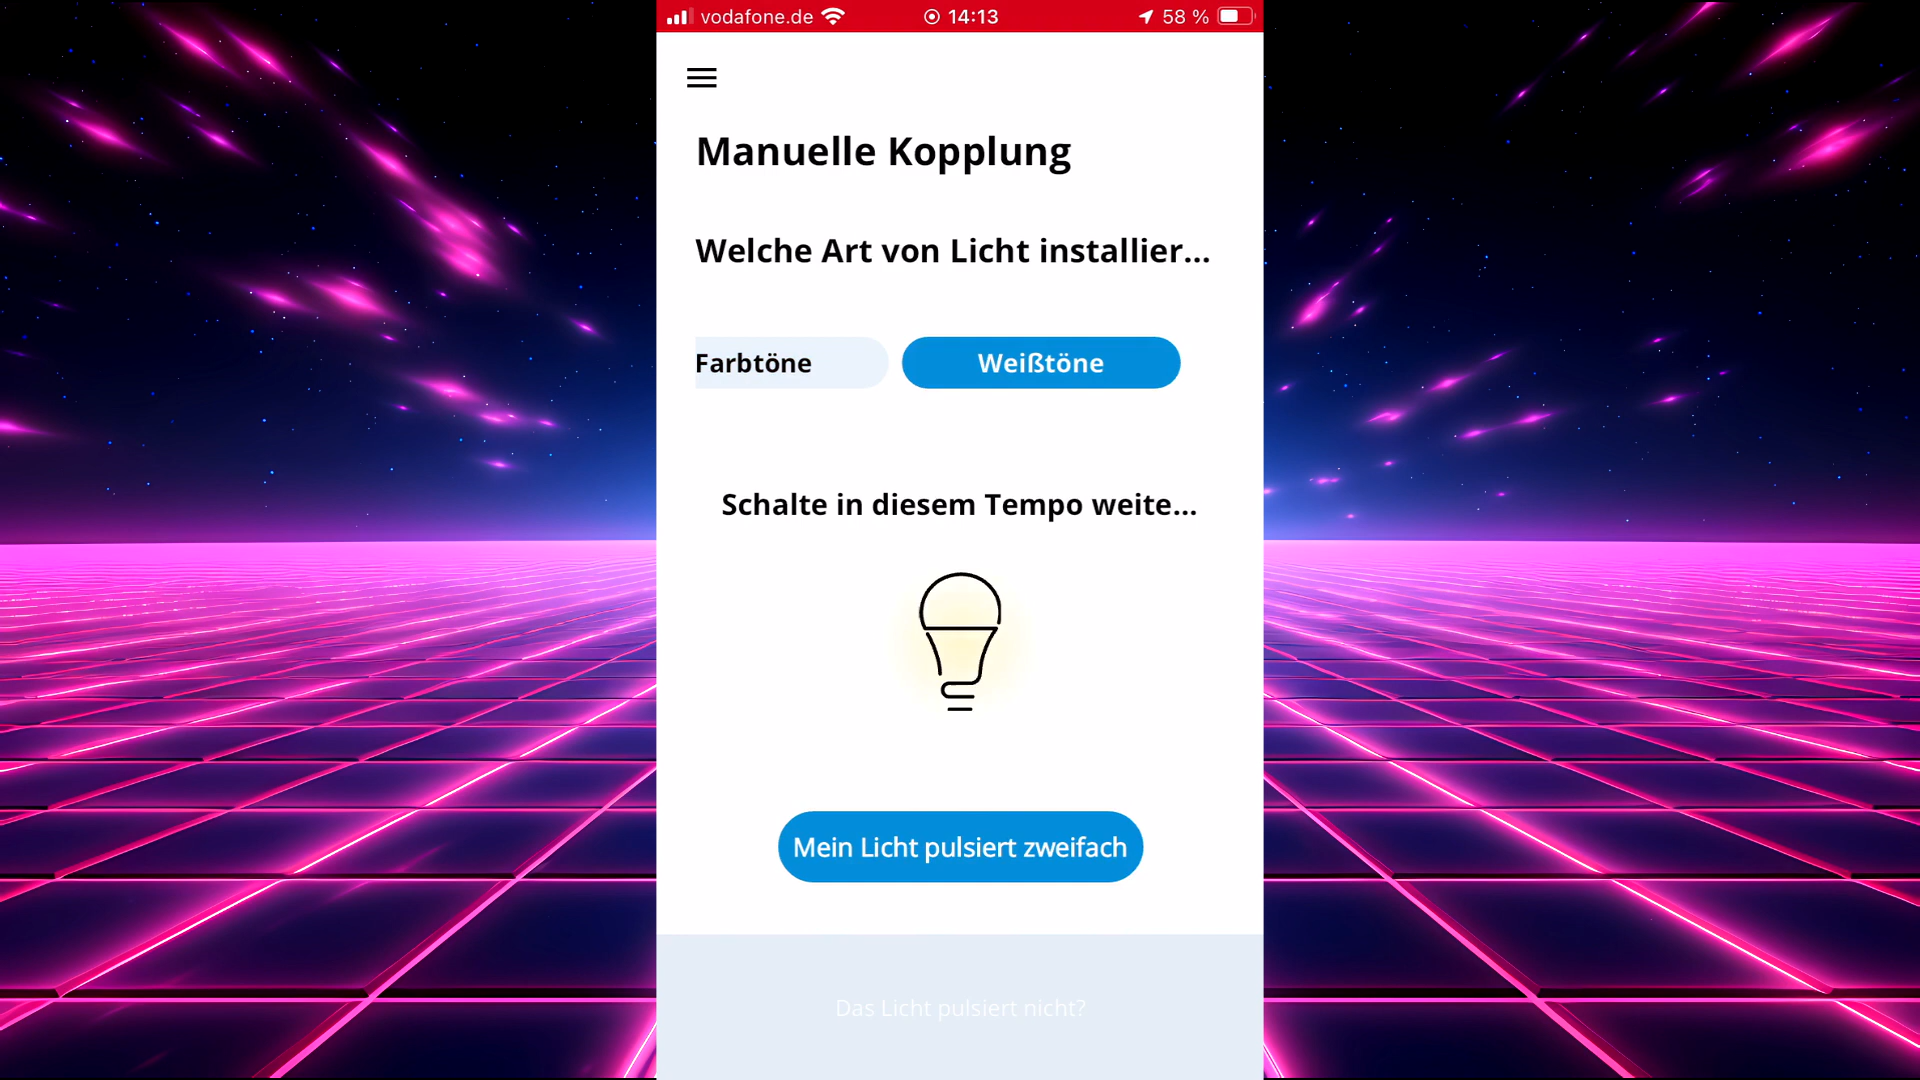 vodafone.de 14:13 58 %
Manuelle Kopplung
Welche Art von Licht installier...
Farbtöne Weißtöne
Schalte in diesem Tempo weite...
Mein Licht pulsiert zweifach
Das Licht pulsiert nicht?